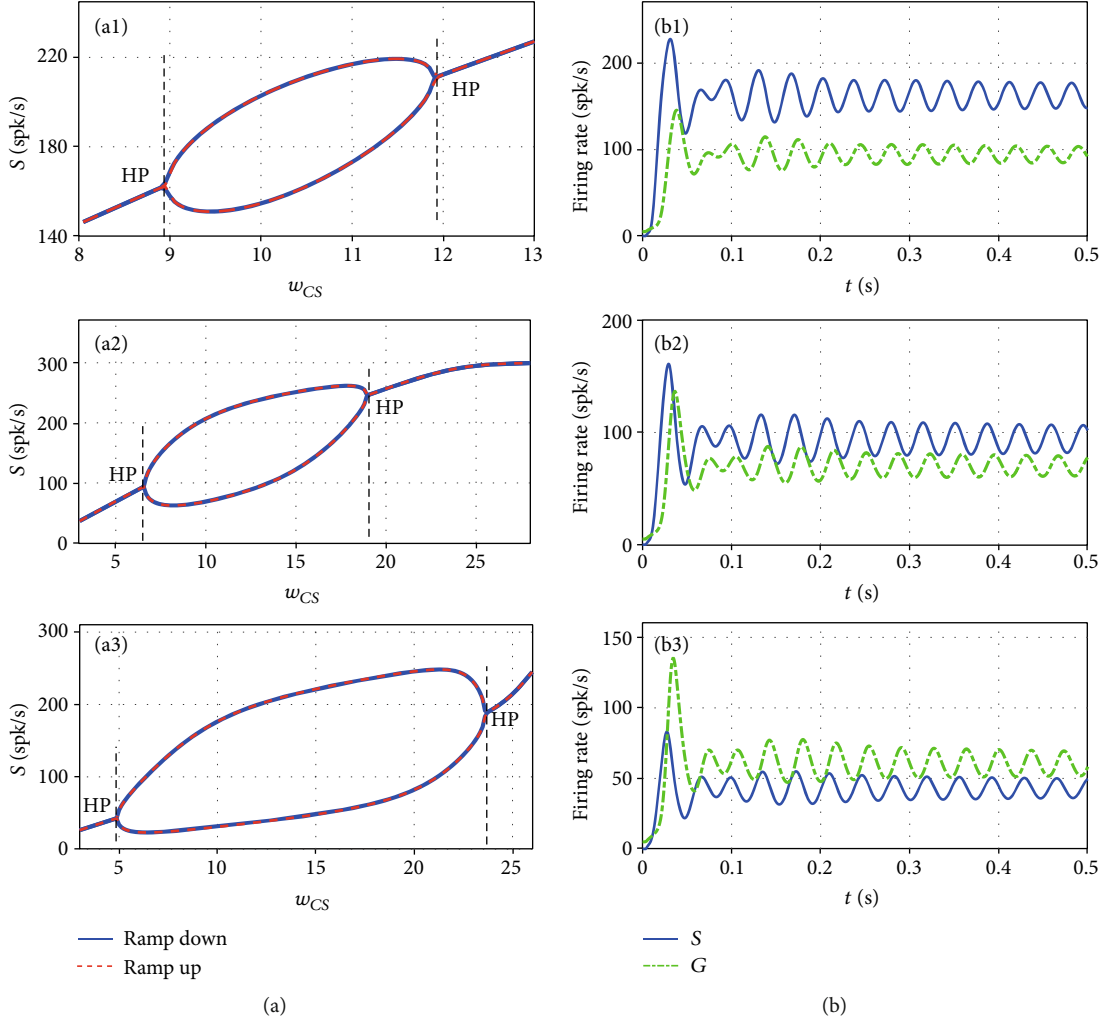 (a1)
S (spk/s)
220
180
140
HP
HP
8 9 10 11 12 13
w_CS
(b1)
Firing rate (spk/s)
200
100
0
0 0.1 0.2 0.3 0.4 0.5
t (s)
(a2)
S (spk/s)
300
200
100
0
HP
HP
5 10 15 20 25
w_CS
(b2)
Firing rate (spk/s)
200
100
0
0 0.1 0.2 0.3 0.4 0.5
t (s)
(a3)
S (spk/s)
300
200
100
0
HP
HP
5 10 15 20 25
w_CS
(b3)
Firing rate (spk/s)
150
100
50
0
0 0.1 0.2 0.3 0.4 0.5
t (s)
Ramp down
Ramp up
S
G
(a)
(b)